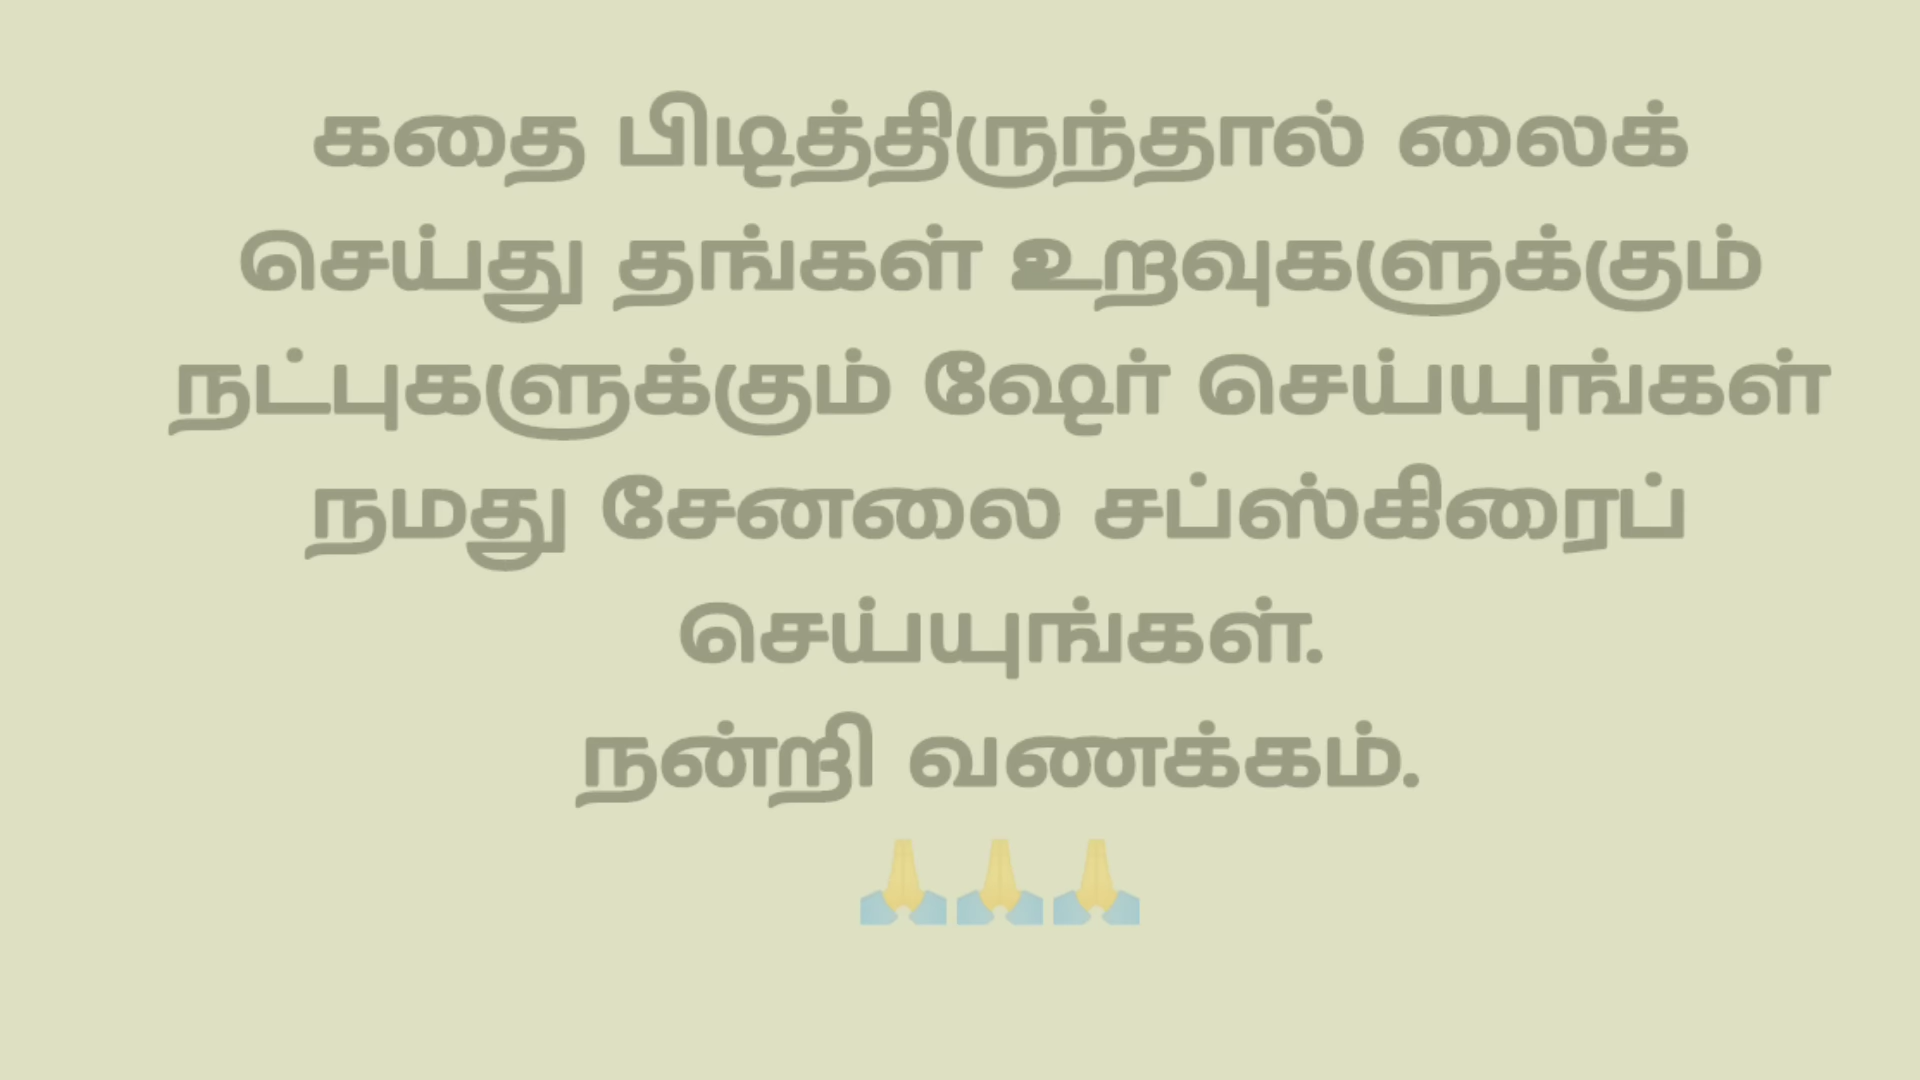 கதை பிடித்திருந்தால் லைக்
செய்து தங்கள் உறவுகளுக்கும்
நட்புகளுக்கும் ஷேர் செய்யுங்கள்
நமது சேனலை சப்ஸ்கிரைப்
செய்யுங்கள்.
நன்றி வணக்கம்.
🙏🙏🙏